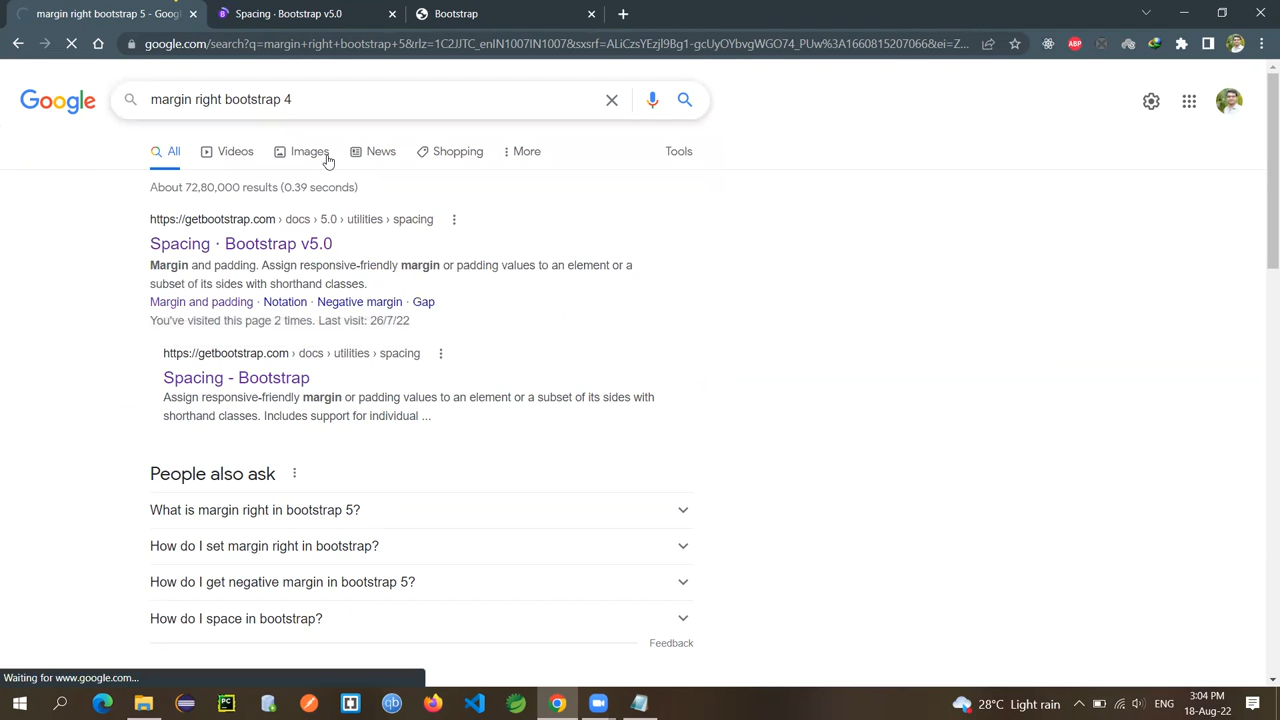 margin right bootstrap 5 - Goog
Spacing · Bootstrap v5.0
Bootstrap
google.com/search?q=margin+right+bootstrap+5&rlz=1C2JJTC_enIN1007IN1007&sxsrf=ALiCzsYEzjl9Bg1-gcUyOYbvgWGO74_PUw%3A1660815207066&ei=Z...
ABP
Google
margin right bootstrap 4
All
Videos
Images
News
Shopping
More
Tools
About 72,80,000 results (0.39 seconds)
https://getbootstrap.com › docs › 5.0 › utilities › spacing
Spacing · Bootstrap v5.0
Margin and padding. Assign responsive-friendly margin or padding values to an element or a
subset of its sides with shorthand classes.
Margin and padding · Notation · Negative margin · Gap
You've visited this page 2 times. Last visit: 26/7/22
https://getbootstrap.com › docs › utilities › spacing
Spacing - Bootstrap
Assign responsive-friendly margin or padding values to an element or a subset of its sides with
shorthand classes. Includes support for individual ...
People also ask
What is margin right in bootstrap 5?
How do I set margin right in bootstrap?
How do I get negative margin in bootstrap 5?
How do I space in bootstrap?
Feedback
Waiting for www.google.com...
PC
qb
28°C Light rain
ENG
3:04 PM
18-Aug-22